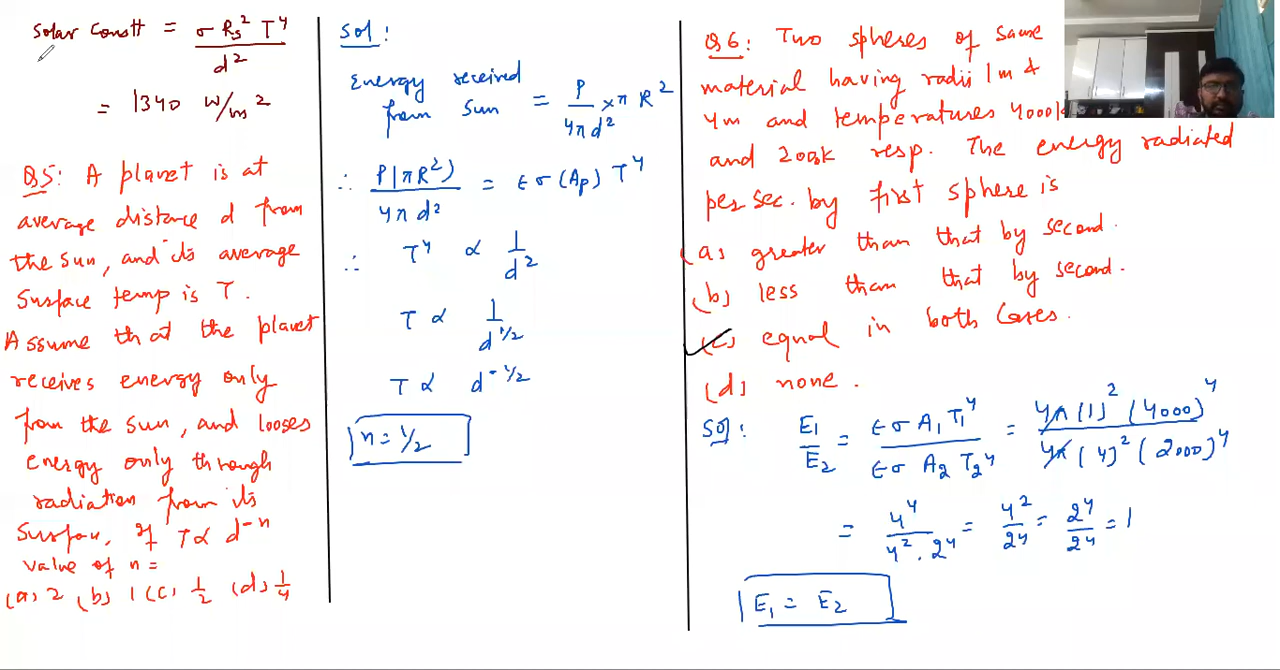 Solar Constt = σ Rs² T⁴ / d²
= 1340 W/m²
Q5: A planet is at
average distance d from
the sun, and its average
surface temp is T.
Assume that the planet
receives energy only
from the sun, and looses
energy only through
radiation from its
Surface. If T α d⁻ⁿ
value of n =
(a) 2 (b) 1 (c) 1/2 (d) 1/4
Sol:
Energy received
from sun = P / 4πd² × π R²
∴ P(πR²) / 4πd² = εσ(Ap) T⁴
∴ T⁴ ∝ 1/d²
T ∝ 1/d^1/2
T ∝ d^-1/2
n = 1/2
Q6: Two spheres of same
material having radii 1m &
4m and temperatures 4000k
and 2000k resp. The energy radiated
per sec. by first sphere is
(a) greater than that by second.
(b) less than that by second.
(c) equal in both cases.
(d) none.
Sol: E₁/E₂ = εσ A₁ T₁⁴ / εσ A₂ T₂⁴ = 4π (1)² (4000)⁴ / 4π (4)² (2000)⁴
= 4⁴ / 4² . 2⁴ = 4²/2⁴ = 2⁴/2⁴ = 1
E₁ = E₂